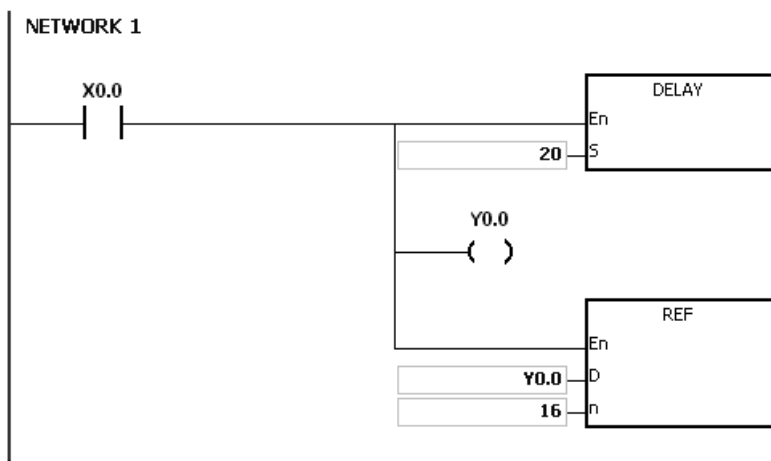 NETWORK 1
X0.0
DELAY
En
20 S
Y0.0
REF
En
Y0.0 D
16 n